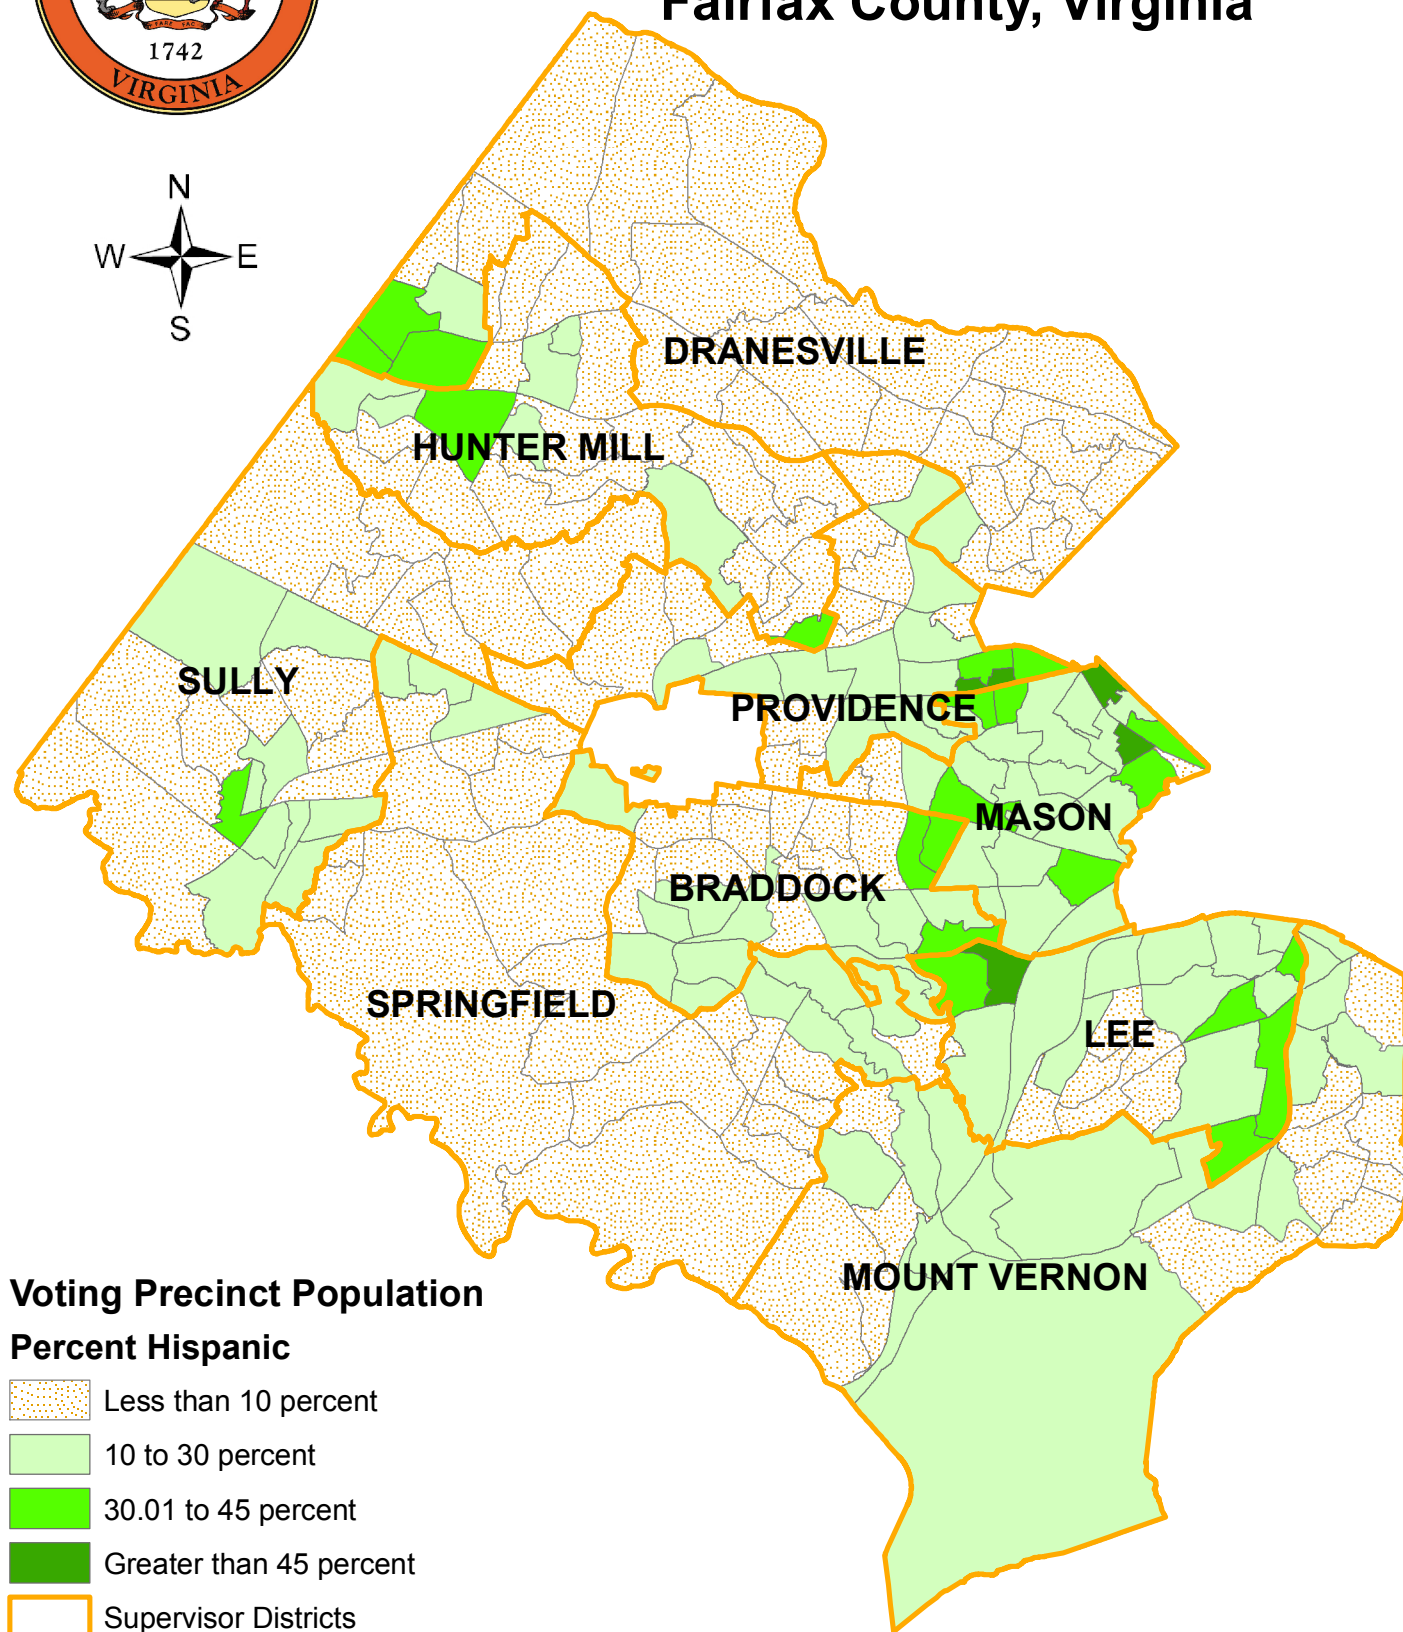 Fairfax County, Virginia
FARE FAC
1742
VIRGINIA
N
W E
S
DRANESVILLE
HUNTER MILL
SULLY
PROVIDENCE
MASON
BRADDOCK
SPRINGFIELD
LEE
MOUNT VERNON
Voting Precinct Population
Percent Hispanic
Less than 10 percent
10 to 30 percent
30.01 to 45 percent
Greater than 45 percent
Supervisor Districts